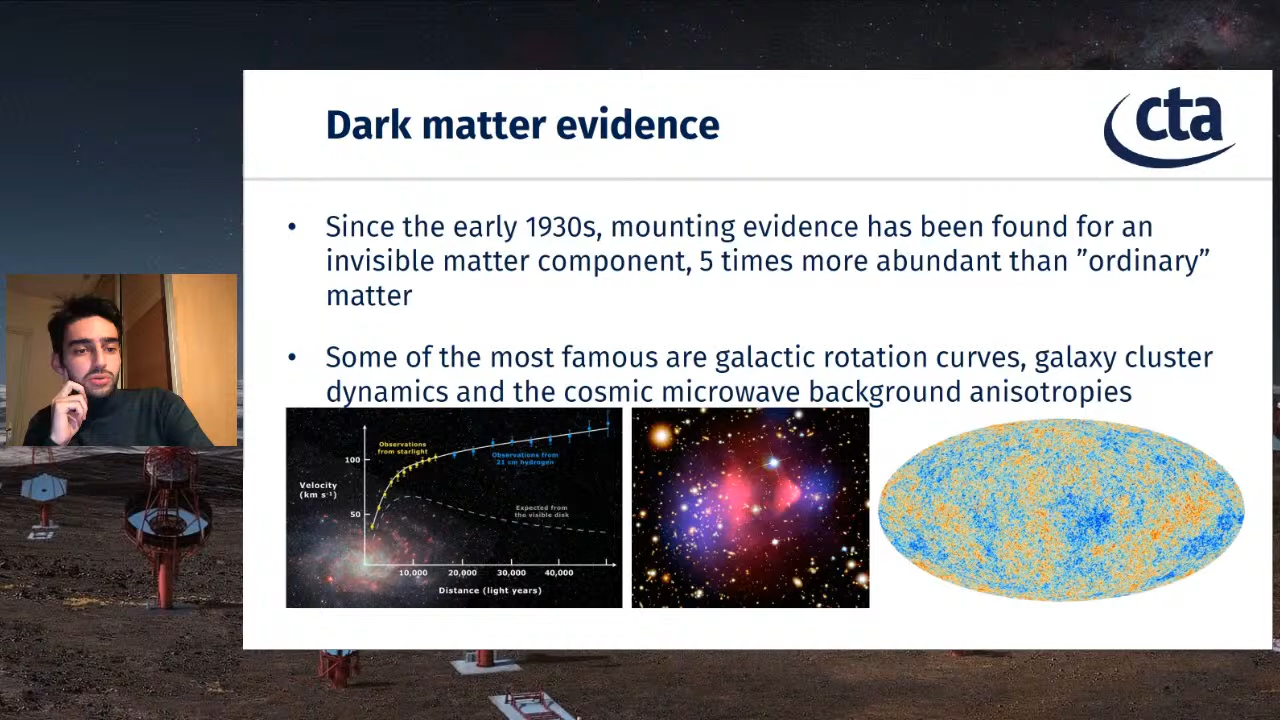 Dark matter evidence
cta
• Since the early 1930s, mounting evidence has been found for an
invisible matter component, 5 times more abundant than ”ordinary”
matter
• Some of the most famous are galactic rotation curves, galaxy cluster
dynamics and the cosmic microwave background anisotropies
Observations
from starlight
Observations from
21 cm hydrogen
100
Velocity
(km s⁻¹)
50
Expected from
the visible disk
10,000 20,000 30,000 40,000
Distance (light years)